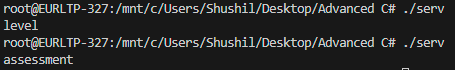 root@EURLTP-327:/mnt/c/Users/Shushil/Desktop/Advanced C# ./serv
level
root@EURLTP-327:/mnt/c/Users/Shushil/Desktop/Advanced C# ./serv
assessment